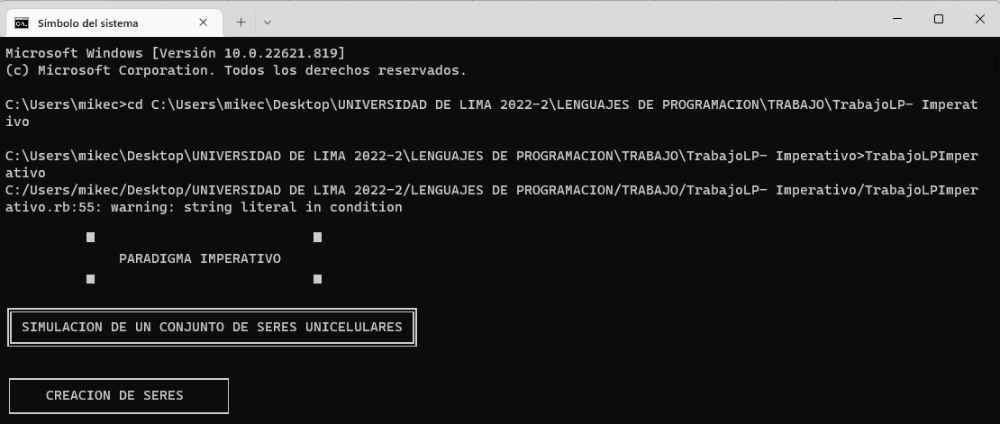 Símbolo del sistema
Microsoft Windows [Versión 10.0.22621.819]
(c) Microsoft Corporation. Todos los derechos reservados.
C:\Users\mikec>cd C:\Users\mikec\Desktop\UNIVERSIDAD DE LIMA 2022-2\LENGUAJES DE PROGRAMACION\TRABAJO\TrabajoLP- Imperat
ivo
C:\Users\mikec\Desktop\UNIVERSIDAD DE LIMA 2022-2\LENGUAJES DE PROGRAMACION\TRABAJO\TrabajoLP- Imperativo>TrabajoLPImper
ativo
C:/Users/mikec/Desktop/UNIVERSIDAD DE LIMA 2022-2/LENGUAJES DE PROGRAMACION/TRABAJO/TrabajoLP- Imperativo/TrabajoLPImper
ativo.rb:55: warning: string literal in condition
PARADIGMA IMPERATIVO
SIMULACION DE UN CONJUNTO DE SERES UNICELULARES
CREACION DE SERES